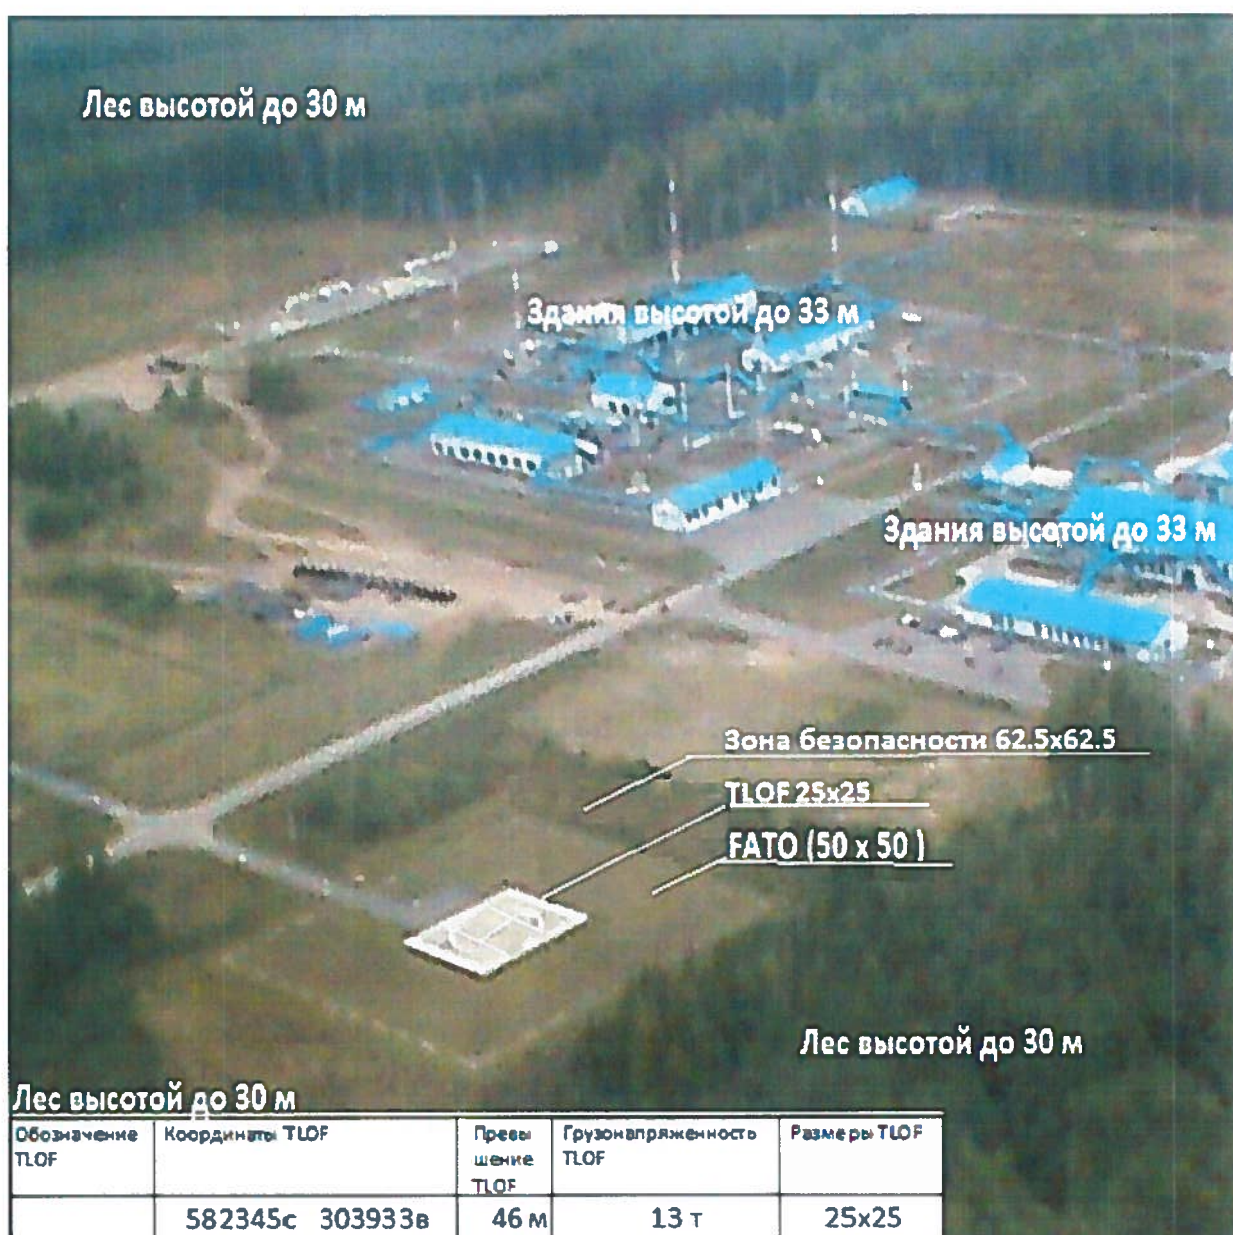 Лес высотой до 30 м
Здания высотой до 33 м
Здания высотой до 33 м
Зона безопасности 62.5х62.5
TLOF 25x25
FATO (50 x 50 )
Лес высотой до 30 м
Лес высотой до 30 м
Обозначение TLOF
Координаты TLOF
Превы шение TLOF
Грузонапряженность TLOF
Размеры TLOF
582345с 303933в
46 м
13 т
25х25